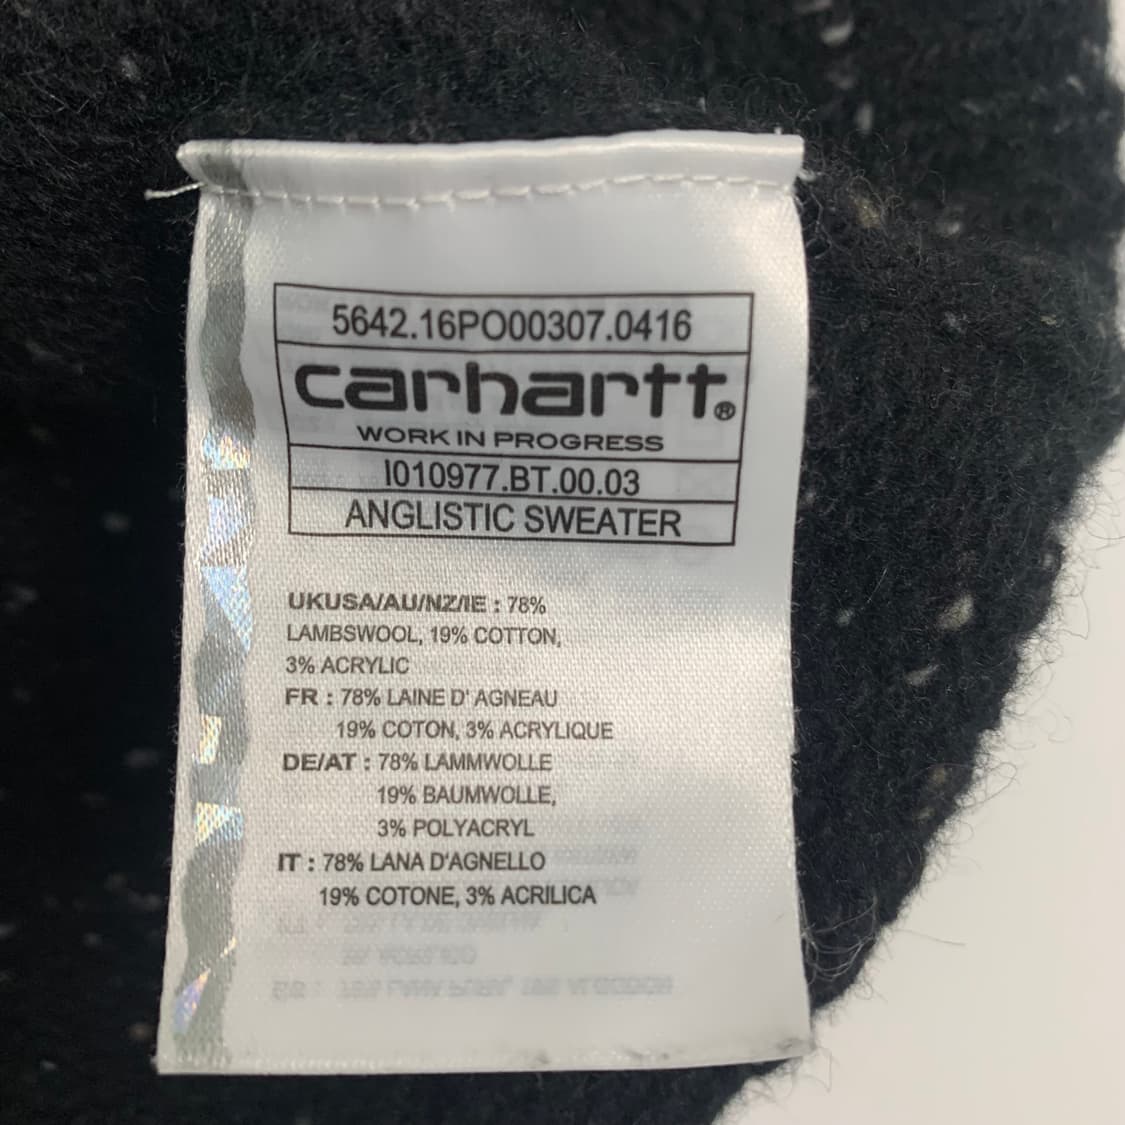 5642.16PO00307.0416
carhartt®
WORK IN PROGRESS
I010977.BT.00.03
ANGLISTIC SWEATER
UKUSA/AU/NZ/IE : 78%
LAMBSWOOL, 19% COTTON,
3% ACRYLIC
FR : 78% LAINE D' AGNEAU
19% COTON, 3% ACRYLIQUE
DE/AT : 78% LAMMWOLLE
19% BAUMWOLLE,
3% POLYACRYL
IT : 78% LANA D'AGNELLO
19% COTONE, 3% ACRILICA